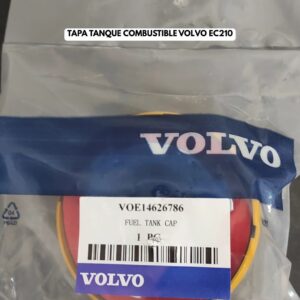 TAPA TANQUE COMBUSTIBLE VOLVO EC210
VOLVO
VOE14626786
FUEL TANK CAP
1 PC
VOLVO